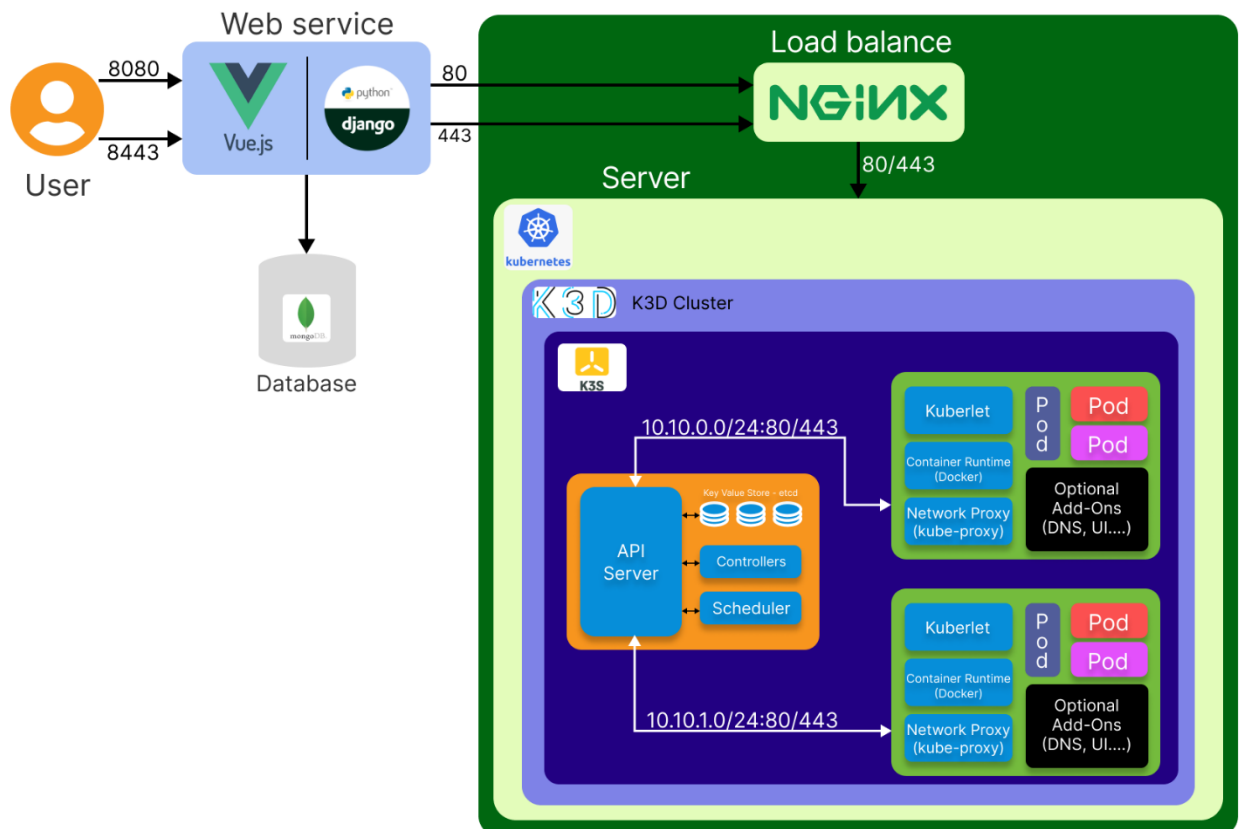 Web service
8080
8443
User
Vue.js
python
django
80
443
mongoDB
Database
Load balance
NGiNX
80/443
Server
kubernetes
K3D
K3D Cluster
K3S
10.10.0.0/24:80/443
API
Server
Key Value Store - etcd
Controllers
Scheduler
10.10.1.0/24:80/443
Kuberlet
Container Runtime
(Docker)
Network Proxy
(kube-proxy)
Pod
Pod
Pod
Optional
Add-Ons
(DNS, UI....)
Kuberlet
Container Runtime
(Docker)
Network Proxy
(kube-proxy)
Pod
Pod
Pod
Optional
Add-Ons
(DNS, UI....)